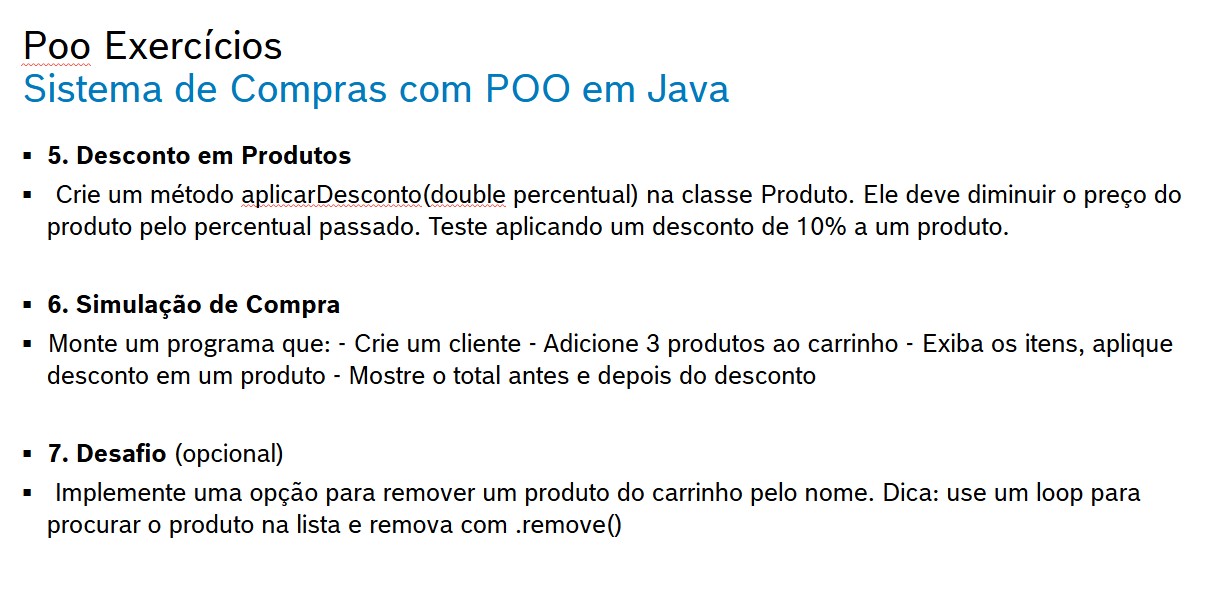 Poo Exercícios
Sistema de Compras com POO em Java
▪ 5. Desconto em Produtos
▪ Crie um método aplicarDesconto(double percentual) na classe Produto. Ele deve diminuir o preço do
produto pelo percentual passado. Teste aplicando um desconto de 10% a um produto.
▪ 6. Simulação de Compra
▪ Monte um programa que: - Crie um cliente - Adicione 3 produtos ao carrinho - Exiba os itens, aplique
desconto em um produto - Mostre o total antes e depois do desconto
▪ 7. Desafio (opcional)
▪ Implemente uma opção para remover um produto do carrinho pelo nome. Dica: use um loop para
procurar o produto na lista e remova com .remove()